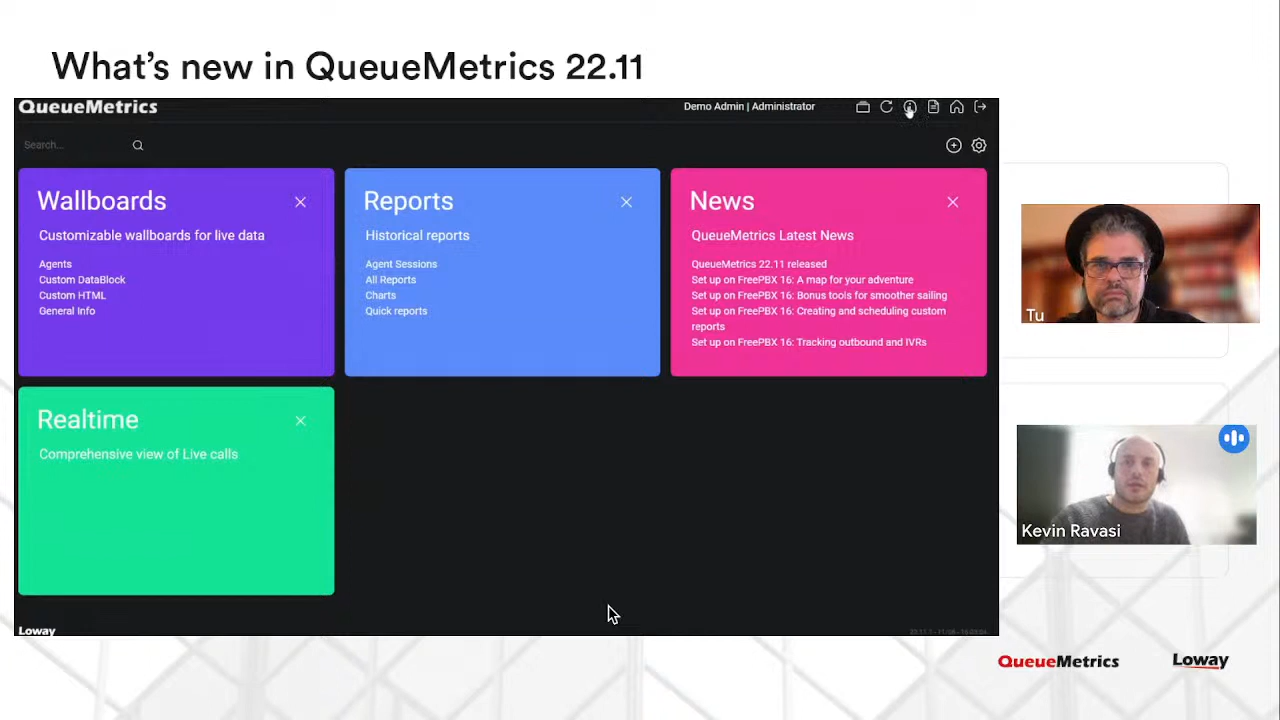 What's new in QueueMetrics 22.11
QueueMetrics
Demo Admin | Administrator
Search...
Wallboards
Customizable wallboards for live data
Agents
Custom DataBlock
Custom HTML
General Info
Reports
Historical reports
Agent Sessions
All Reports
Charts
Quick reports
News
QueueMetrics Latest News
QueueMetrics 22.11 released
Set up on FreePBX 16: A map for your adventure
Set up on FreePBX 16: Bonus tools for smoother sailing
Set up on FreePBX 16: Creating and scheduling custom
reports
Set up on FreePBX 16: Tracking outbound and IVRs
Realtime
Comprehensive view of Live calls
Loway
Tu
Kevin Ravasi
QueueMetrics
Loway